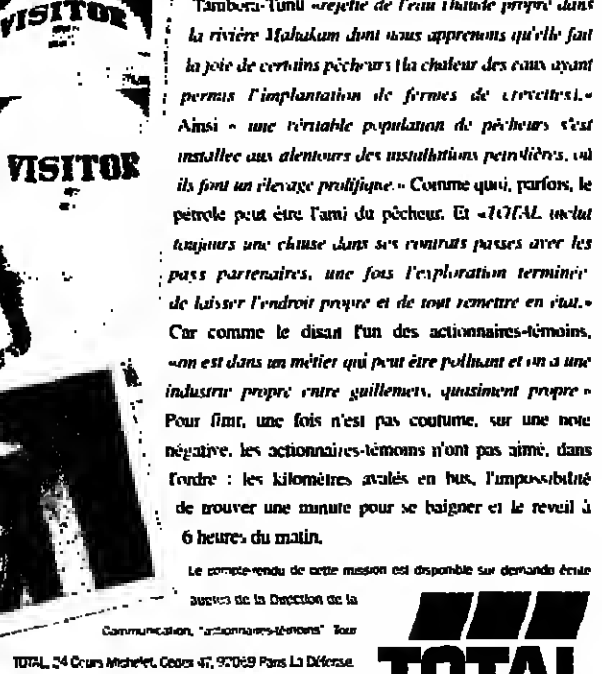 VISITOR
VISITOR
Tambora-Tunu «rejette de l'eau chaude propre dans
la rivière Mahakam dont nous apprenons qu'elle fait
la joie de certains pêcheurs (la chaleur des eaux ayant
permis l'implantation de fermes de crevettes).»
Ainsi « une véritable population de pêcheurs s'est
installée aux alentours des installations pétrolières, où
ils font un élevage prolifique.» Comme quoi, parfois, le
pétrole peut être l'ami du pêcheur. Et «TOTAL inclut
toujours une clause dans ses contrats passés avec les
pays partenaires, une fois l'exploration terminée
de laisser l'endroit propre et de tout remettre en état.»
Car comme le disait l'un des actionnaires-témoins,
«on est dans un métier qui peut être polluant et on a une
industrie propre entre guillemets, quasiment propre »
Pour finir, une fois n'est pas coutume, sur une note
négative, les actionnaires-témoins n'ont pas aimé, dans
l'ordre : les kilomètres avalés en bus, l'impossibilité
de trouver une minute pour se baigner et le reveil à
6 heures du matin.
Le compte-rendu de cette mission est disponible sur demande écrite
auprès de la Direction de la
Communication, "actionnaires-témoins" Tour
TOTAL, 24 Cours Michelet, Cedex 47, 92069 Paris La Défense.
TOTAL